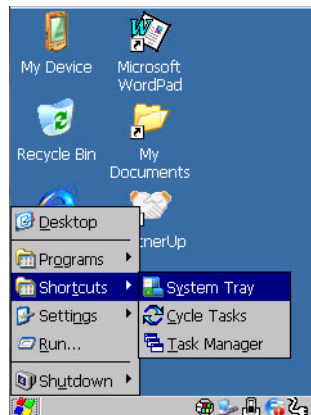 My Device
Microsoft
WordPad
Recycle Bin
My
Documents
tnerUp
Desktop
Programs
Shortcuts
System Tray
Settings
Cycle Tasks
Run...
Task Manager
Shutdown